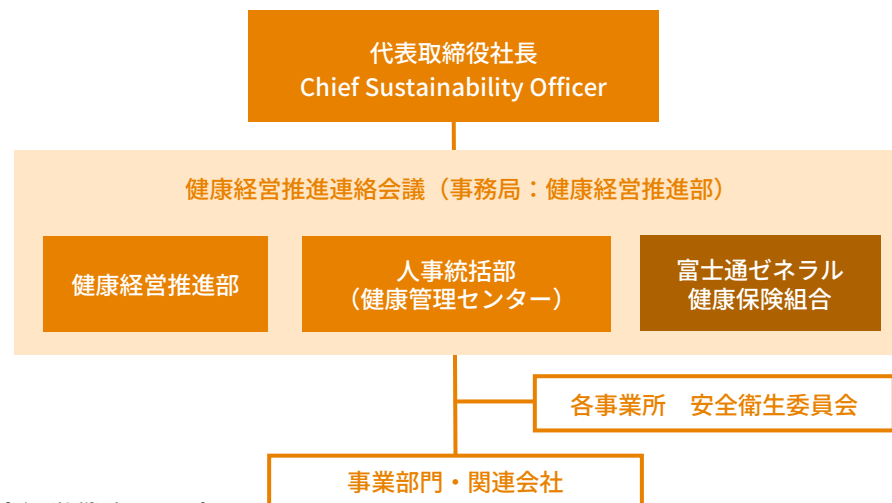 代表取締役社長
Chief Sustainability Officer
健康経営推進連絡会議（事務局：健康経営推進部）
健康経営推進部
人事統括部
（健康管理センター）
富士通ゼネラル
健康保険組合
各事業所　安全衛生委員会
事業部門・関連会社